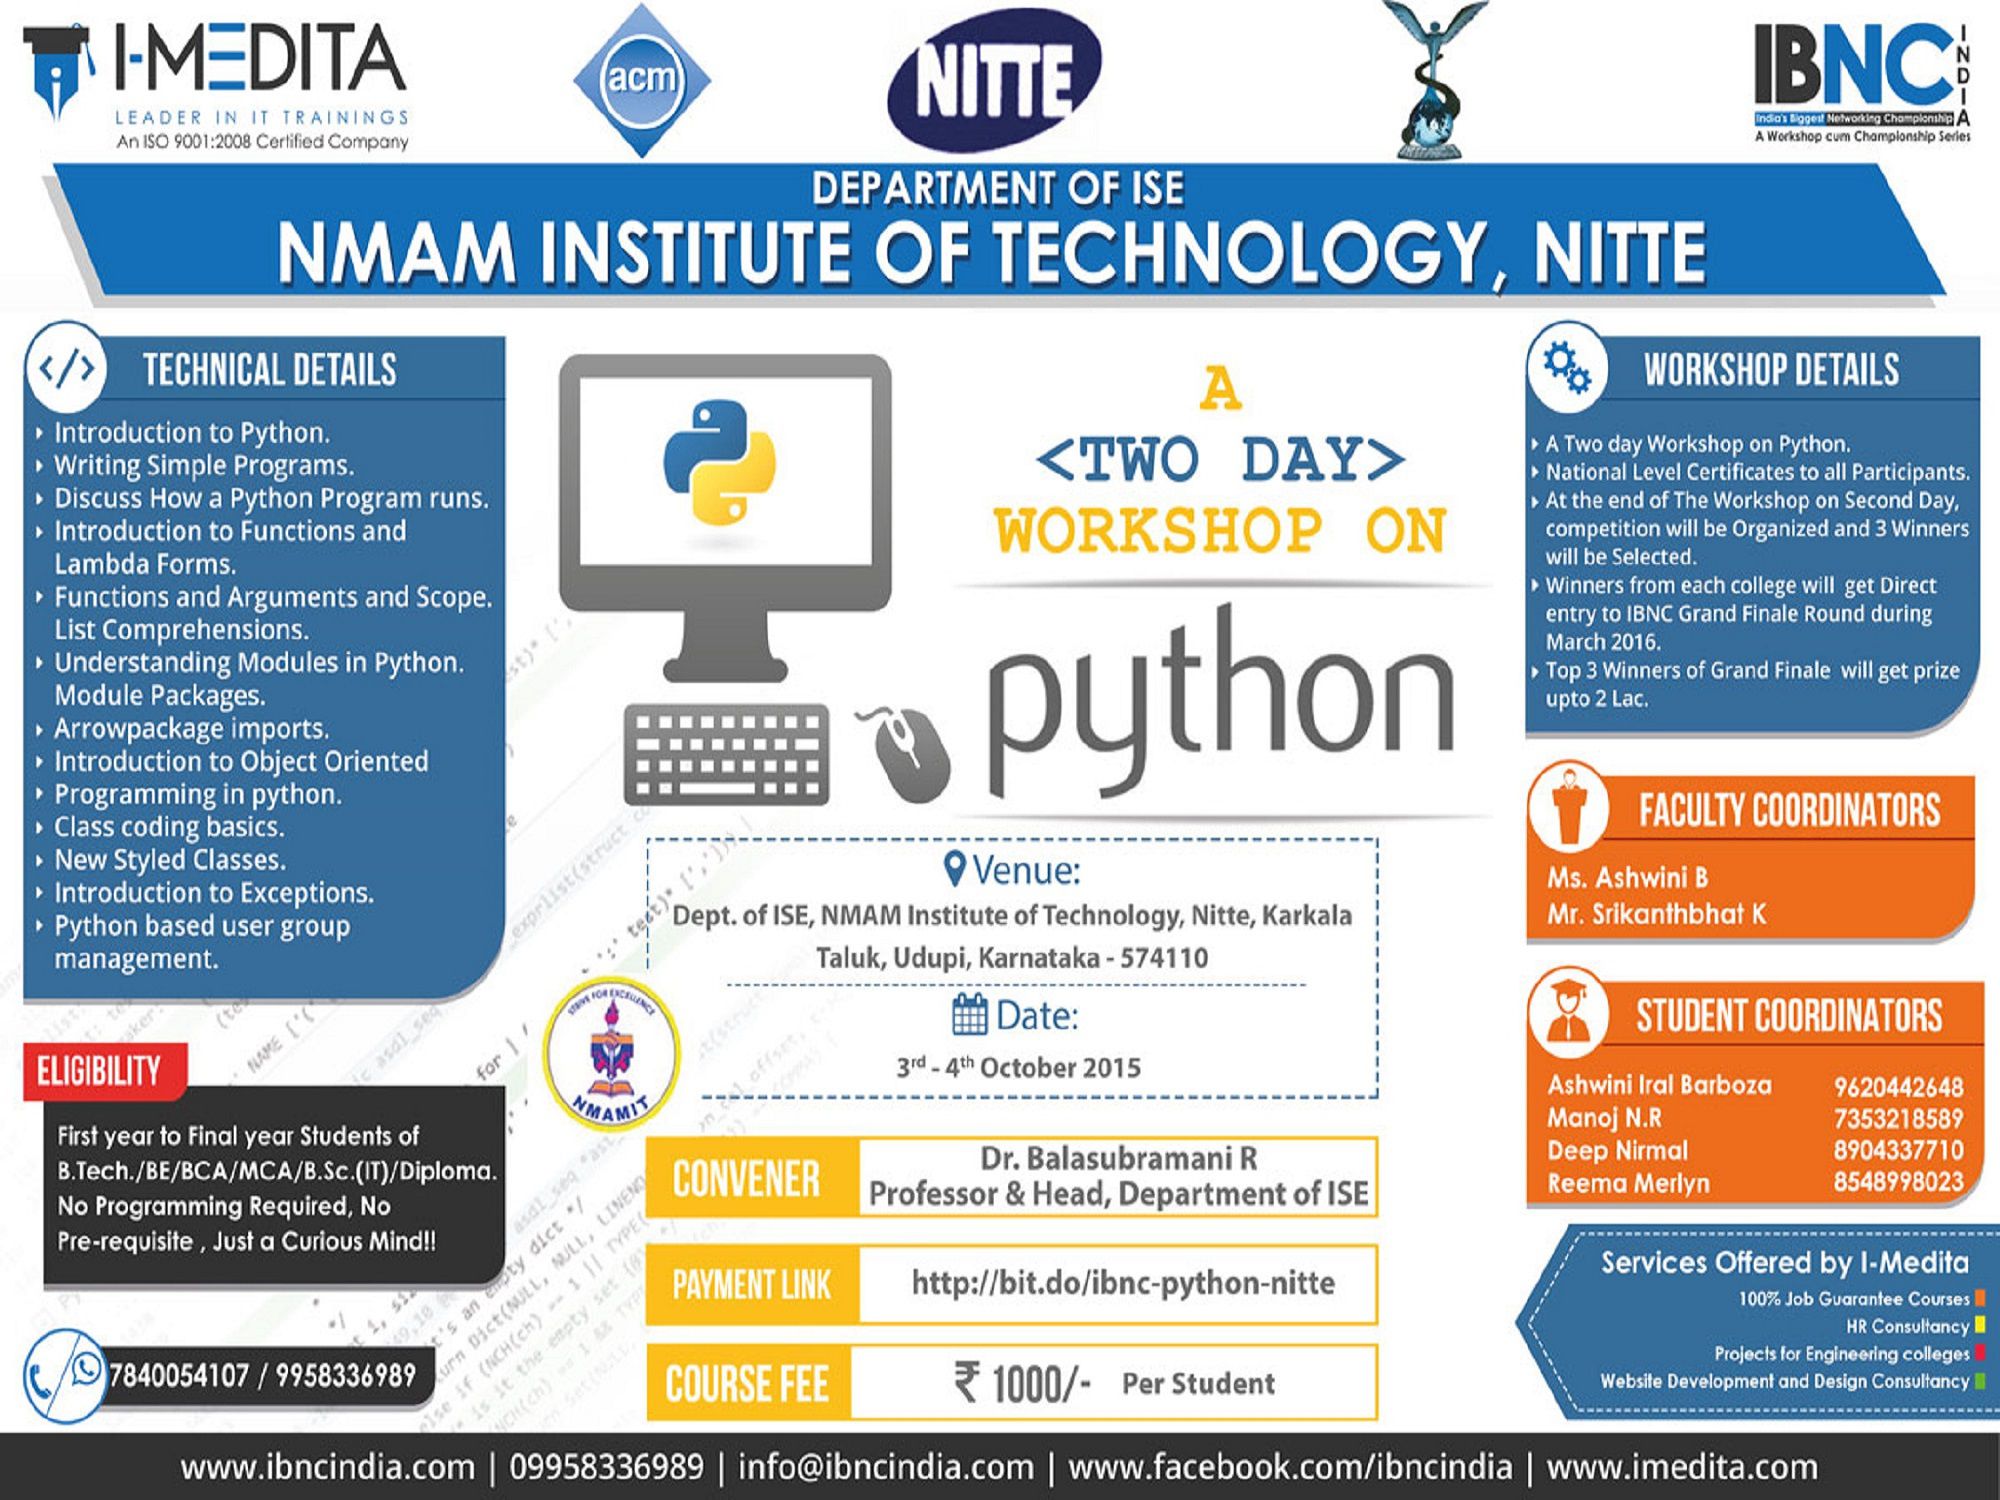 I-MEDITA
LEADER IN IT TRAININGS
An ISO 9001:2008 Certified Company
acm
NITTE
IBNC
INDIA
India's Biggest Networking Championship
A Workshop cum Championship Series
DEPARTMENT OF ISE
NMAM INSTITUTE OF TECHNOLOGY, NITTE
</> TECHNICAL DETAILS
Introduction to Python.
Writing Simple Programs.
Discuss How a Python Program runs.
Introduction to Functions and
Lambda Forms.
Functions and Arguments and Scope.
List Comprehensions.
Understanding Modules in Python.
Module Packages.
Arrowpackage imports.
Introduction to Object Oriented
Programming in python.
Class coding basics.
New Styled Classes.
Introduction to Exceptions.
Python based user group
management.
ELIGIBILITY
First year to Final year Students of
B.Tech./BE/BCA/MCA/B.Sc.(IT)/Diploma.
No Programming Required, No
Pre-requisite , Just a Curious Mind!!
7840054107 / 9958336989
A
<TWO DAY>
WORKSHOP ON
python
Venue:
Dept. of ISE, NMAM Institute of Technology, Nitte, Karkala
Taluk, Udupi, Karnataka - 574110
Date:
3rd - 4th October 2015
STRIVE FOR EXCELLENCE
NMAMIT
CONVENER
Dr. Balasubramani R
Professor & Head, Department of ISE
PAYMENT LINK
http://bit.do/ibnc-python-nitte
COURSE FEE
₹ 1000/- Per Student
WORKSHOP DETAILS
A Two day Workshop on Python.
National Level Certificates to all Participants.
At the end of The Workshop on Second Day,
competition will be Organized and 3 Winners
will be Selected.
Winners from each college will get Direct
entry to IBNC Grand Finale Round during
March 2016.
Top 3 Winners of Grand Finale will get prize
upto 2 Lac.
FACULTY COORDINATORS
Ms. Ashwini B
Mr. Srikanthbhat K
STUDENT COORDINATORS
Ashwini Iral Barboza 9620442648
Manoj N.R 7353218589
Deep Nirmal 8904337710
Reema Merlyn 8548998023
Services Offered by I-Medita
100% Job Guarantee Courses
HR Consultancy
Projects for Engineering colleges
Website Development and Design Consultancy
www.ibncindia.com | 09958336989 | info@ibncindia.com | www.facebook.com/ibncindia | www.imedita.com